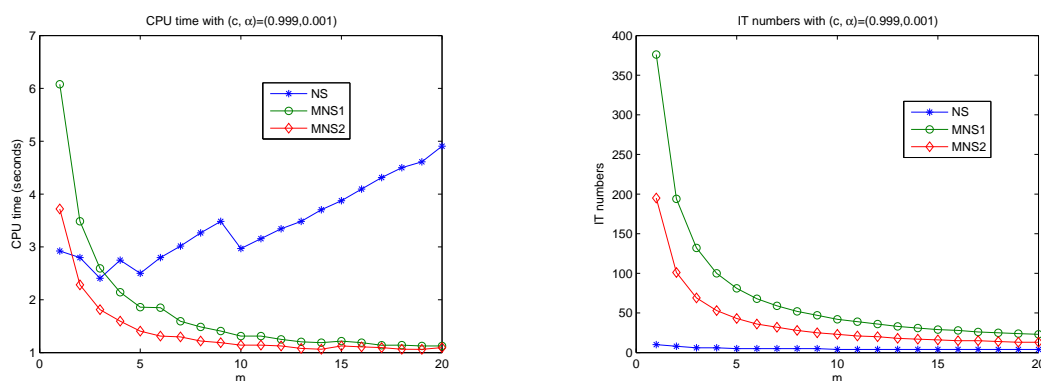 CPU time with (c, α)=(0.999,0.001)
7
6
5
4
3
2
1
CPU time (seconds)
NS
MNS1
MNS2
0
5
10
15
20
m
IT numbers with (c, α)=(0.999,0.001)
400
350
300
250
200
150
100
50
0
IT numbers
NS
MNS1
MNS2
0
5
10
15
20
m